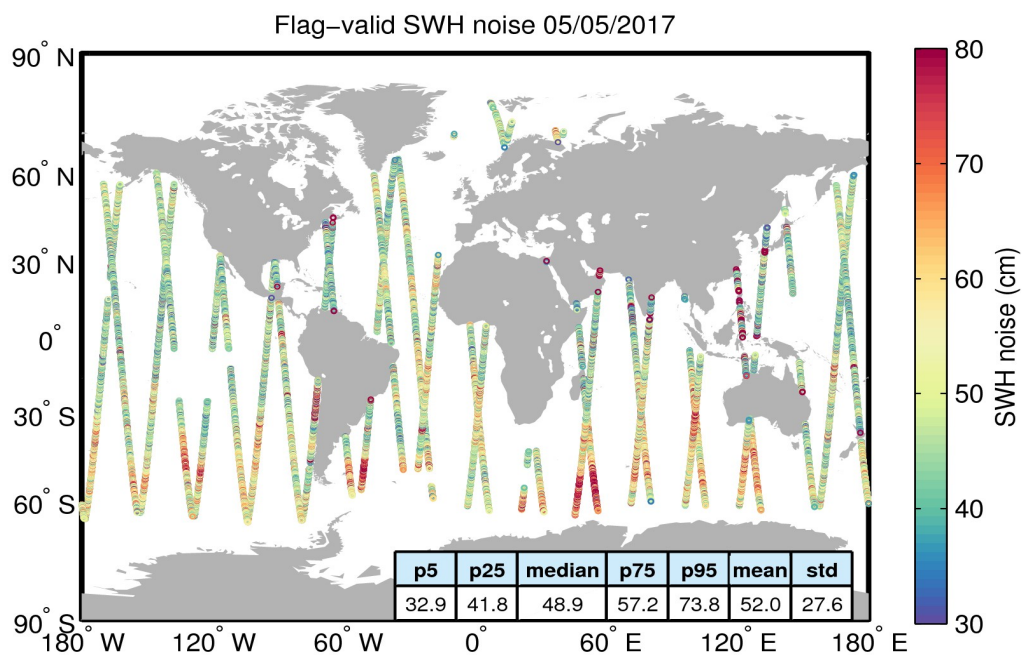 Flag−valid SWH noise 05/05/2017
90° N
60° N
30° N
0°
30° S
60° S
90° S
180° W
120° W
60° W
0°
60° E
120° E
180° E
p5 p25 median p75 p95 mean std
32.9 41.8 48.9 57.2 73.8 52.0 27.6
80
70
60
50
40
30
SWH noise (cm)